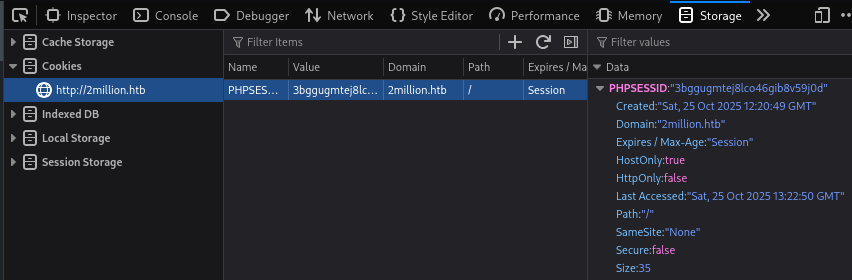 Inspector Console Debugger Network Style Editor Performance Memory Storage
Cache Storage
Cookies
http://2million.htb
Indexed DB
Local Storage
Session Storage
Filter Items
Name Value Domain Path Expires / Ma
PHPSES... 3bggugmtej8lc... 2million.htb / Session
Filter values
Data
PHPSESSID:"3bggugmtej8lco46gib8v59j0d"
Created:"Sat, 25 Oct 2025 12:20:49 GMT"
Domain:"2million.htb"
Expires / Max-Age:"Session"
HostOnly:true
HttpOnly:false
Last Accessed:"Sat, 25 Oct 2025 13:22:50 GMT"
Path:"/"
SameSite:"None"
Secure:false
Size:35